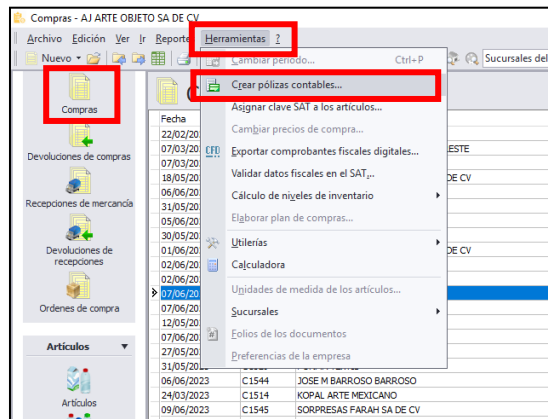 Compras - AJ ARTE OBJETO SA DE CV
Archivo Edición Ver Ir Reporte Herramientas ?
Nuevo Cambiar periodo... Ctrl+P Sucursales del
Crear pólizas contables...
Compras
Asignar clave SAT a los artículos...
Fecha
22/02/20 Cambiar precios de compra...
07/03/20 CFD Exportar comprobantes fiscales digitales... ESTE
Devoluciones de compras
07/03/20
18/05/20 Validar datos fiscales en el SAT... DE CV
06/06/20 Cálculo de niveles de inventario
Recepciones de mercancía
31/05/20
05/06/20 Elaborar plan de compras...
30/05/20
Devoluciones de recepciones
01/06/20 Utilerías DE CV
02/06/20 Calculadora
02/06/20
07/06/20 Unidades de medida de los artículos...
07/06/20 Sucursales
Ordenes de compra
12/05/20
07/06/20 Folios de los documentos
Artículos
27/05/20 Preferencias de la empresa
31/05/2023
06/06/2023 C1544 JOSE M BARROSO BARROSO
24/03/2023 C1514 KOPAL ARTE MEXICANO
Artículos
09/06/2023 C1545 SORPRESAS FARAH SA DE CV